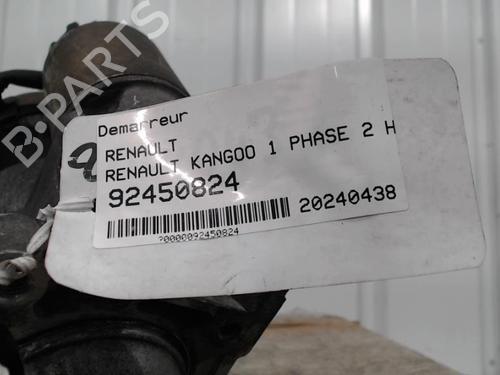 B-PARTS
Demarreur
RENAULT
RENAULT KANGOO 1 PHASE 2 H
92450824
20240438
?0000092450824